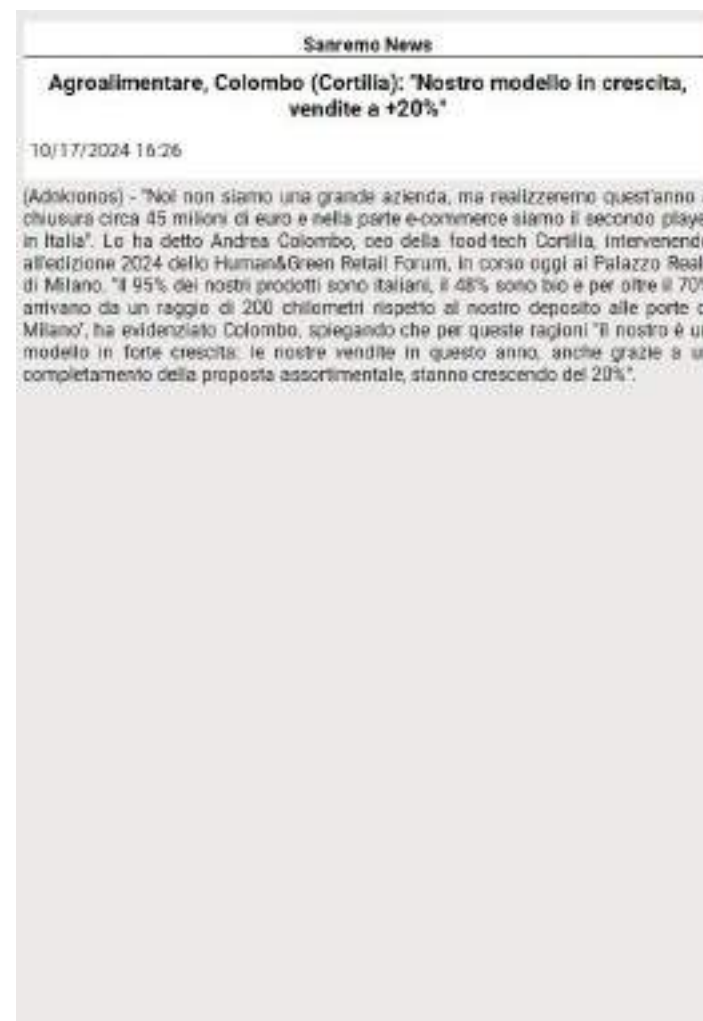 Sanremo News
Agroalimentare, Colombo (Cortilia): "Nostro modello in crescita,
vendite a +20%"
10/17/2024 16:26
(Adnkronos) - "Noi non siamo una grande azienda, ma realizzeremo quest'anno a
chiusura circa 45 milioni di euro e nella parte e-commerce siamo il secondo playe
in Italia". Lo ha detto Andrea Colombo, ceo della food-tech Cortilia, intervenendo
all'edizione 2024 dello Human&Green Retail Forum, in corso oggi al Palazzo Real
di Milano. "Il 95% dei nostri prodotti sono italiani, il 48% sono bio e per oltre il 70%
arrivano da un raggio di 200 chilometri rispetto al nostro deposito alle porte d
Milano", ha evidenziato Colombo, spiegando che per queste ragioni "il nostro è un
modello in forte crescita: le nostre vendite in questo anno, anche grazie a un
completamento della proposta assortimentale, stanno crescendo del 20%".